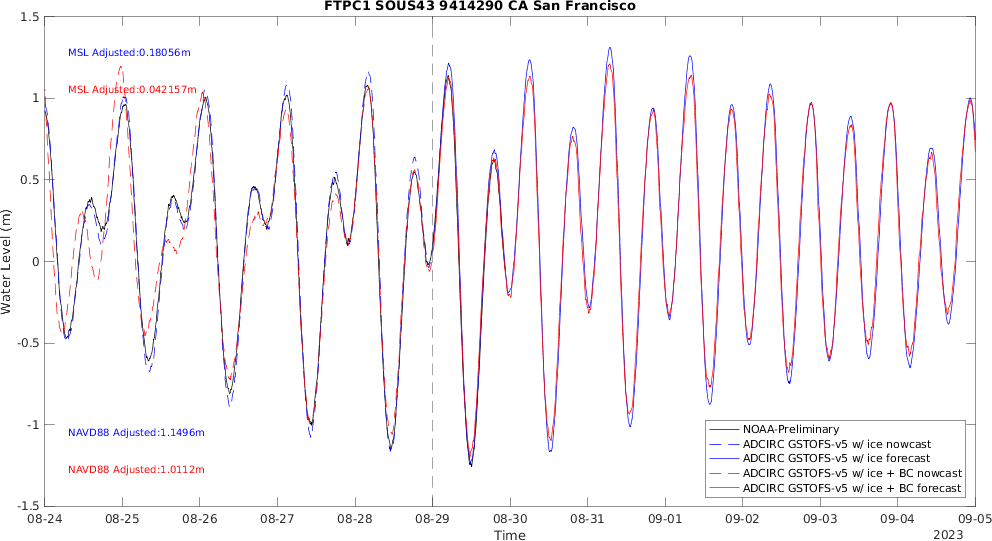 FTPC1 SOUS43 9414290 CA San Francisco
1.5
MSL Adjusted:0.18056m
MSL Adjusted:0.042157m
1
0.5
Water Level (m)
0
-0.5
-1
NAVD88 Adjusted:1.1496m
NAVD88 Adjusted:1.0112m
-1.5
NOAA-Preliminary
ADCIRC GSTOFS-v5 w/ ice nowcast
ADCIRC GSTOFS-v5 w/ ice forecast
ADCIRC GSTOFS-v5 w/ ice + BC nowcast
ADCIRC GSTOFS-v5 w/ ice + BC forecast
08-24 08-25 08-26 08-27 08-28 08-29 08-30 08-31 09-01 09-02 09-03 09-04 09-05
Time
2023